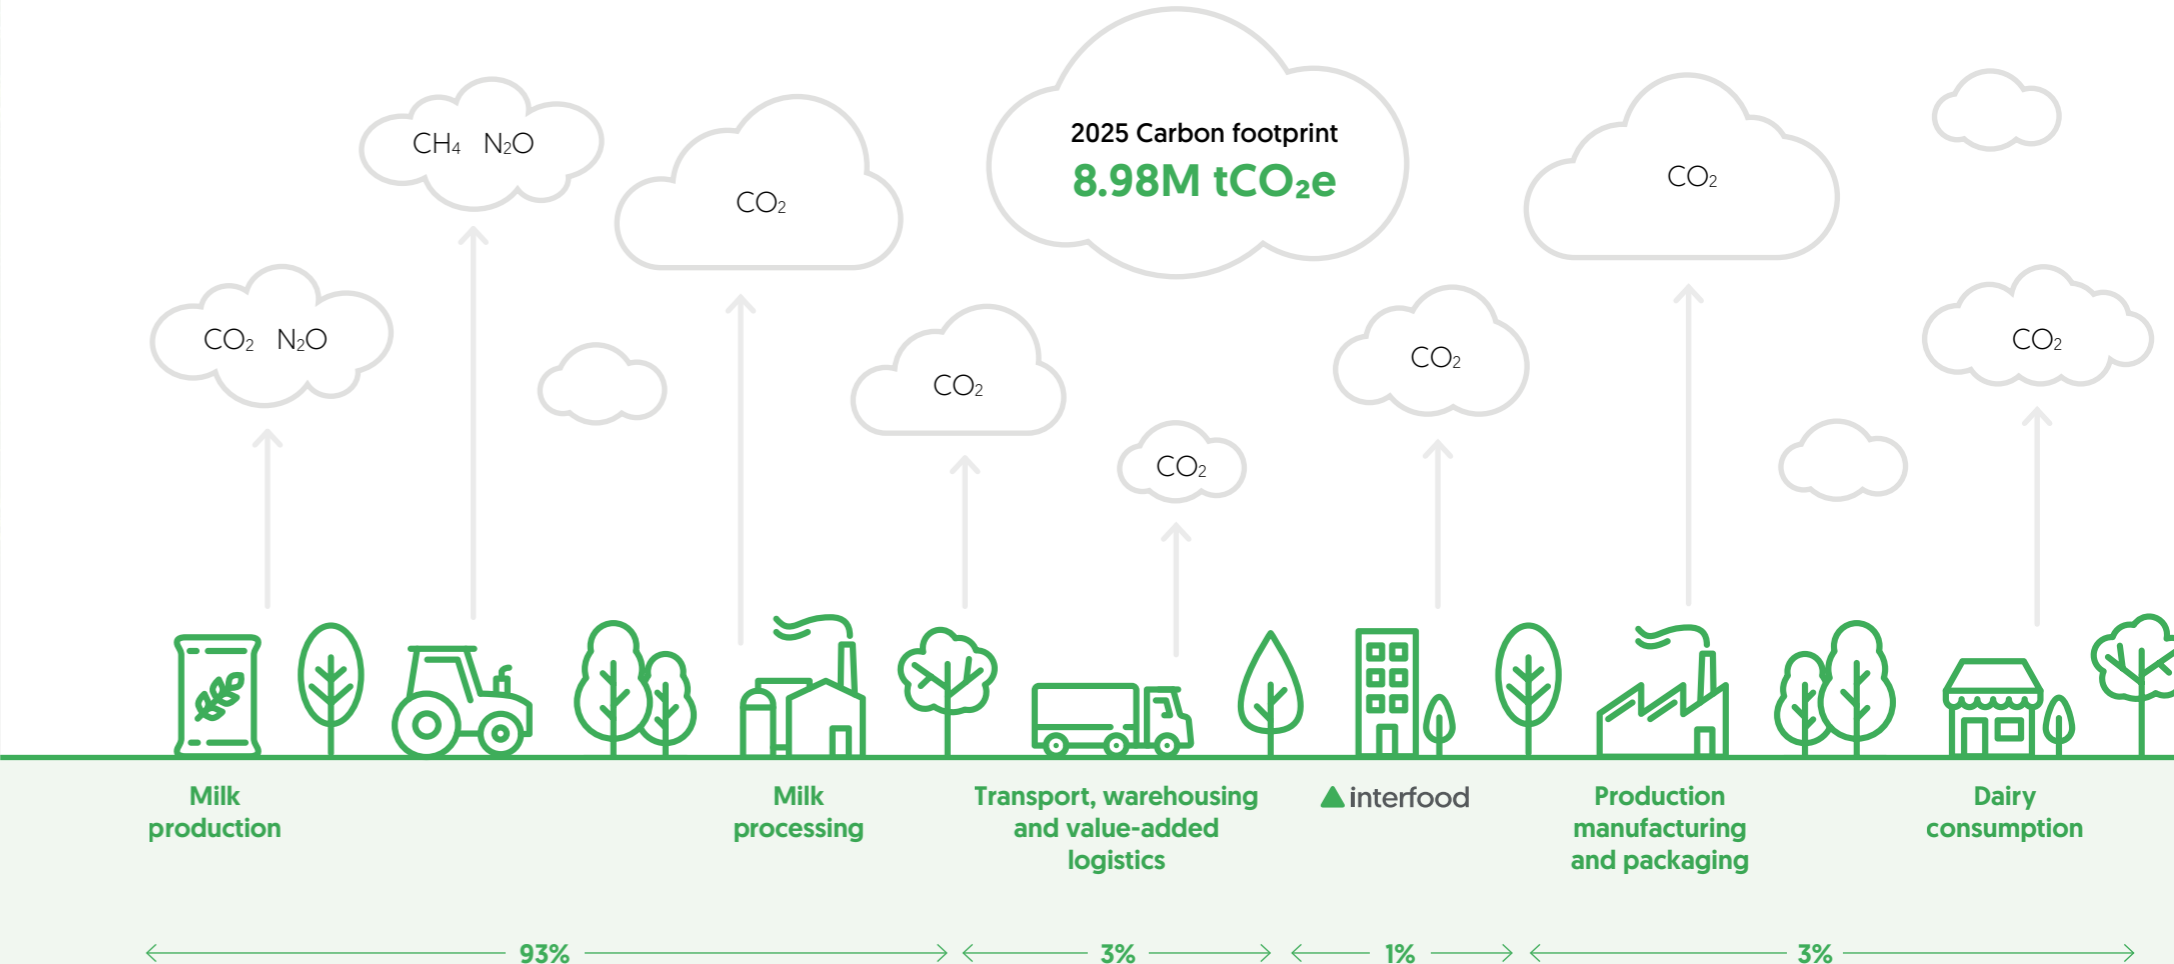 2025 Carbon footprint
8.98M tCO₂e
CH₄ N₂O
CO₂
CO₂
CO₂ N₂O
CO₂
CO₂
CO₂
CO₂
Milk
production
Milk
processing
Transport, warehousing
and value-added
logistics
interfood
Production
manufacturing
and packaging
Dairy
consumption
93%
3%
1%
3%